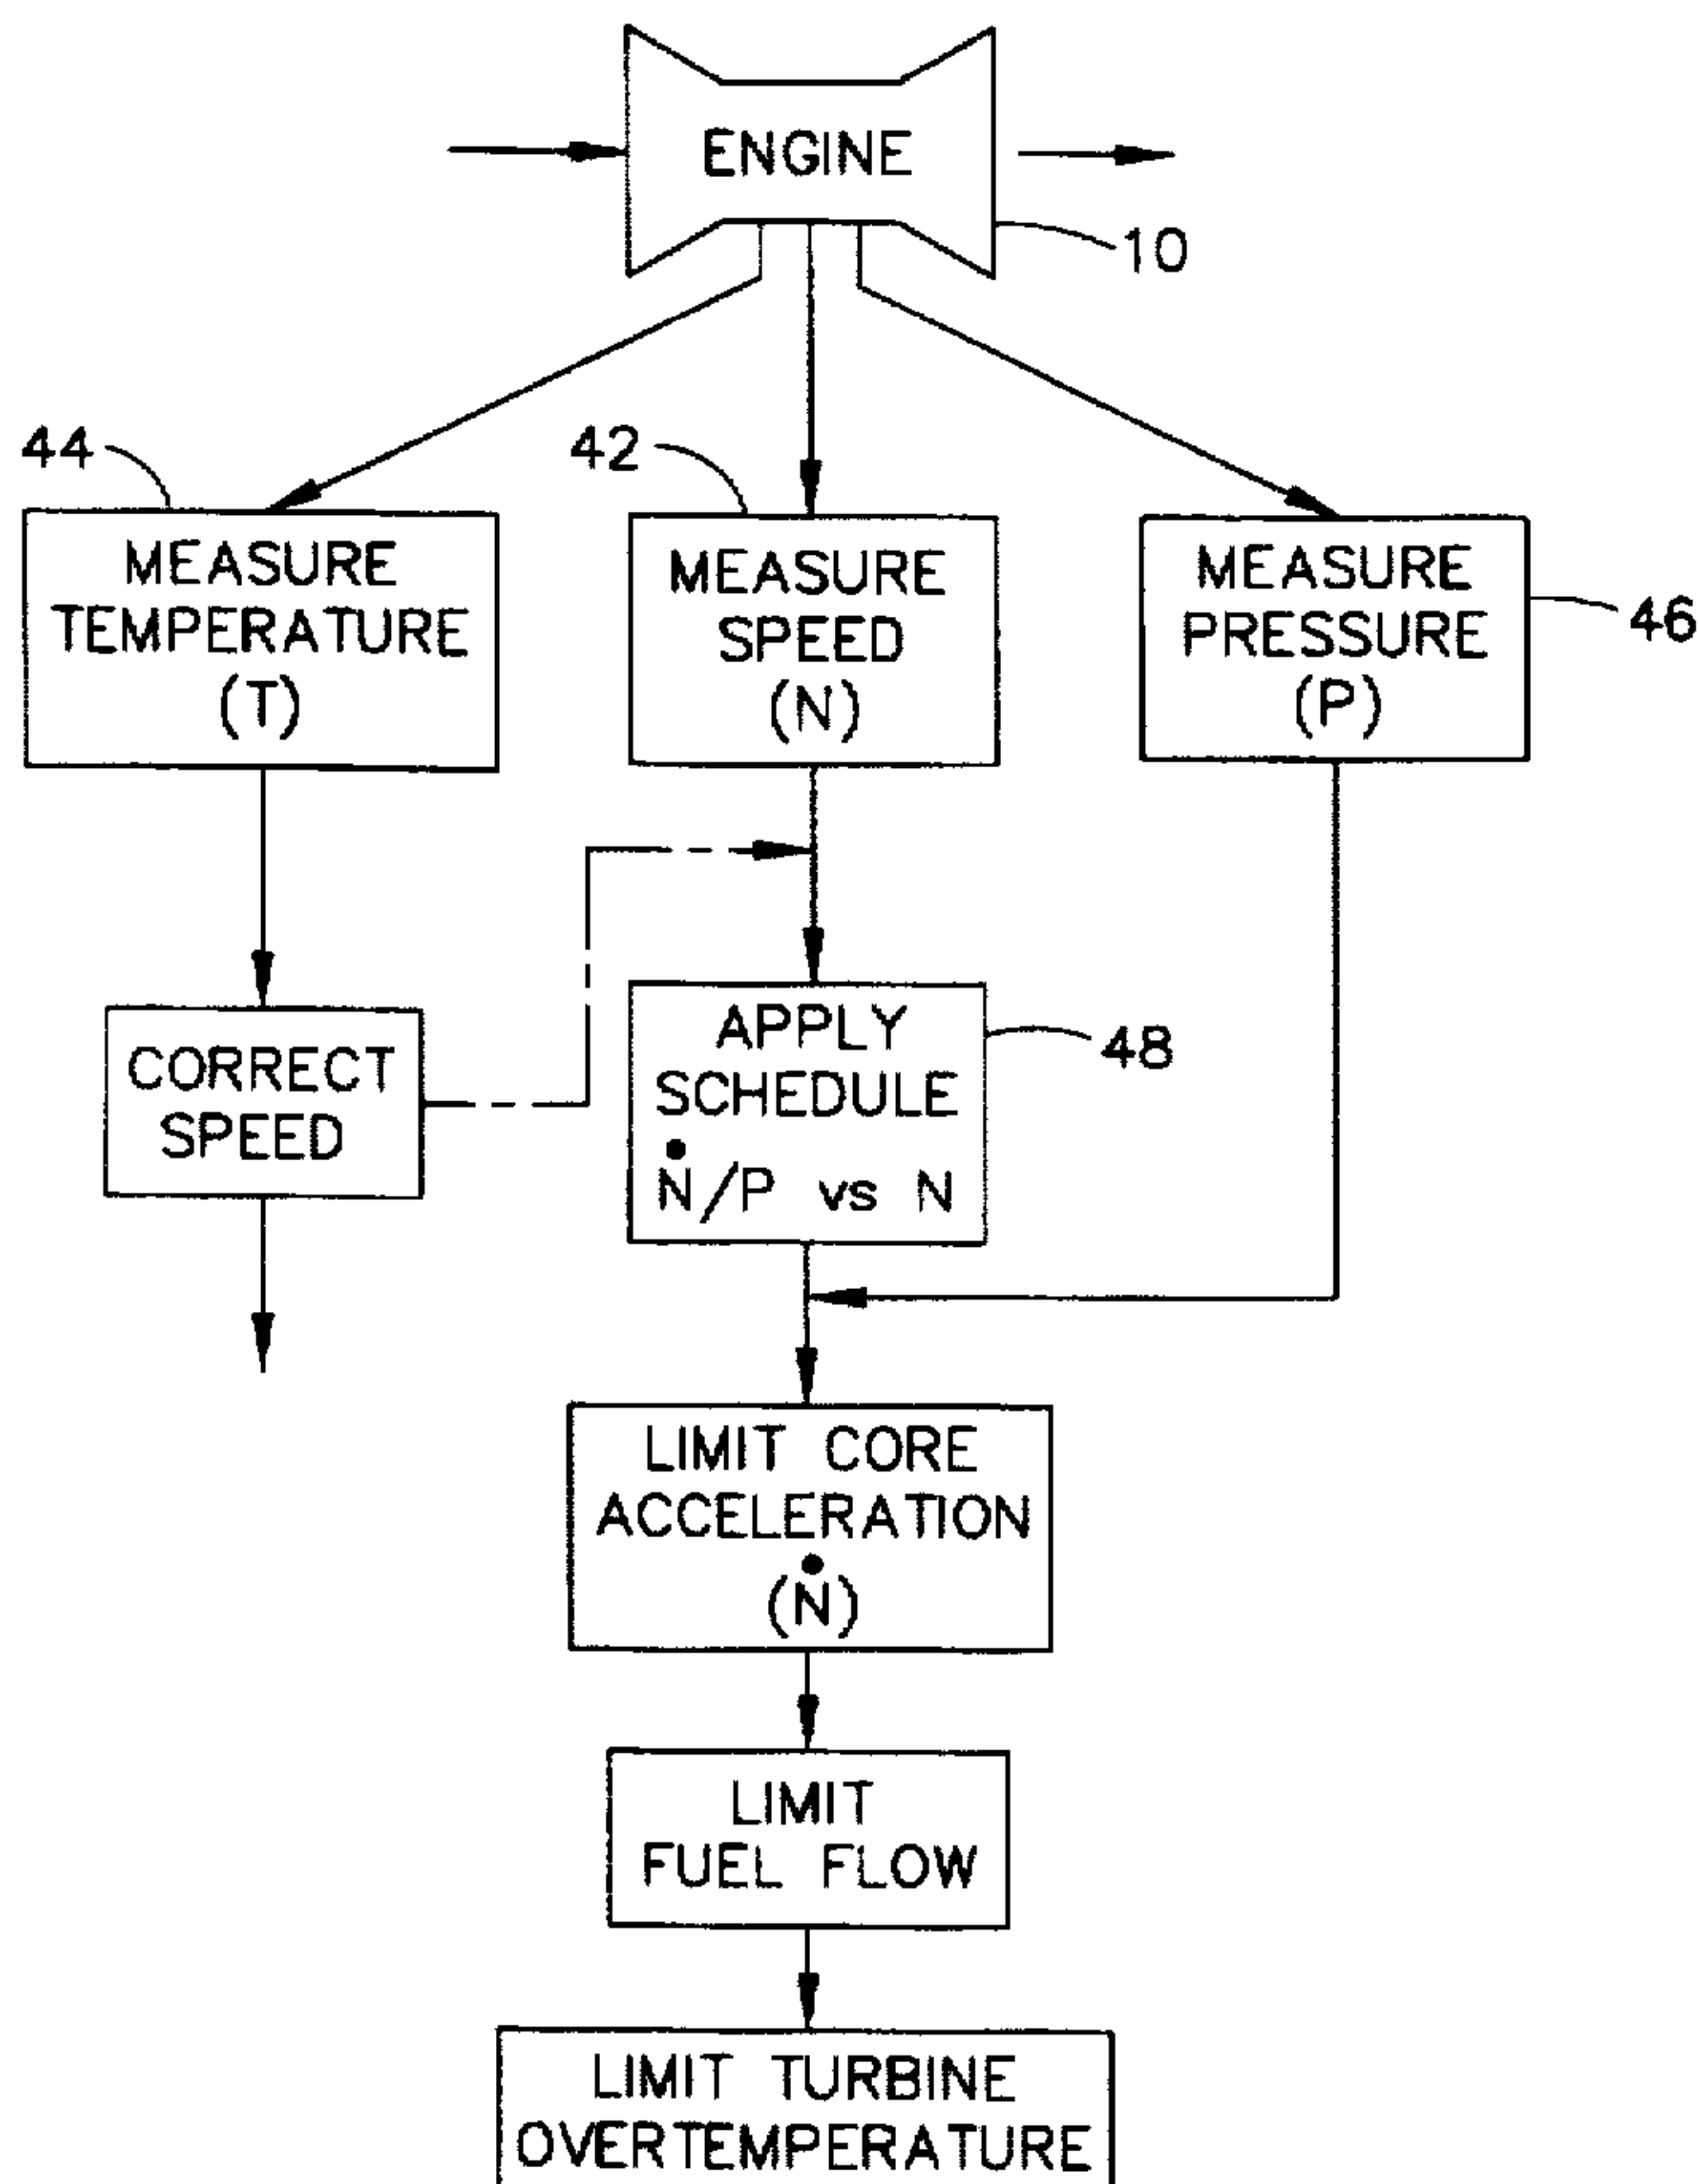 ENGINE
10
44
42
46
MEASURE
TEMPERATURE
(T)
MEASURE
SPEED
(N)
MEASURE
PRESSURE
(P)
CORRECT
SPEED
APPLY
SCHEDULE
Ṅ/P vs N
48
LIMIT CORE
ACCELERATION
(Ṅ)
LIMIT
FUEL FLOW
LIMIT TURBINE
OVERTEMPERATURE